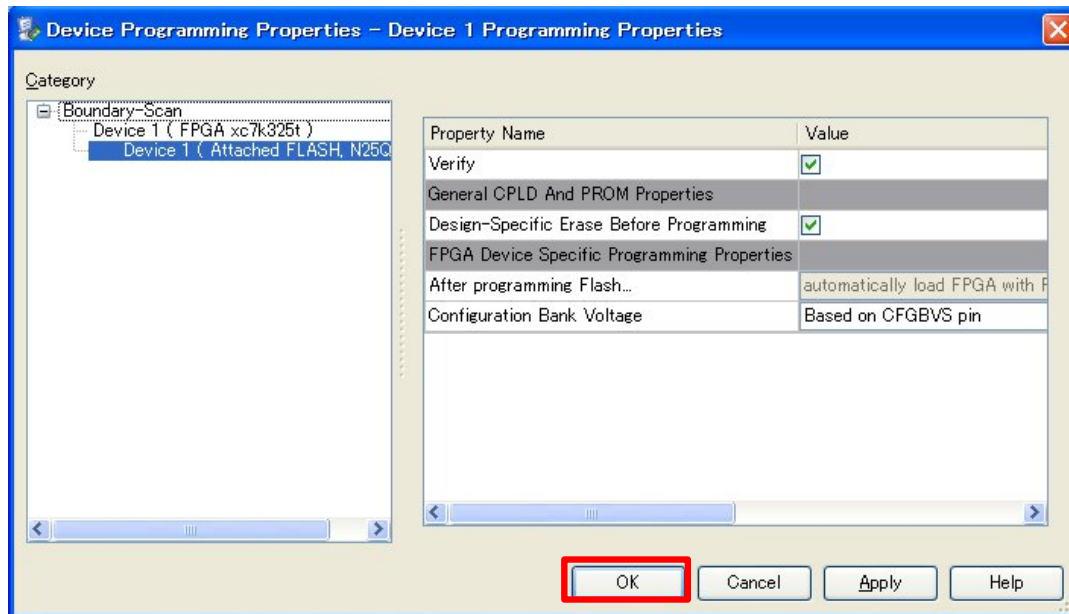 Device Programming Properties - Device 1 Programming Properties
Category
Boundary-Scan
Device 1 ( FPGA xc7k325t )
Device 1 ( Attached FLASH, N25Q
Property Name Value
Verify
General CPLD And PROM Properties
Design-Specific Erase Before Programming
FPGA Device Specific Programming Properties
After programming Flash... automatically load FPGA with F
Configuration Bank Voltage Based on CFGBVS pin
OK Cancel Apply Help